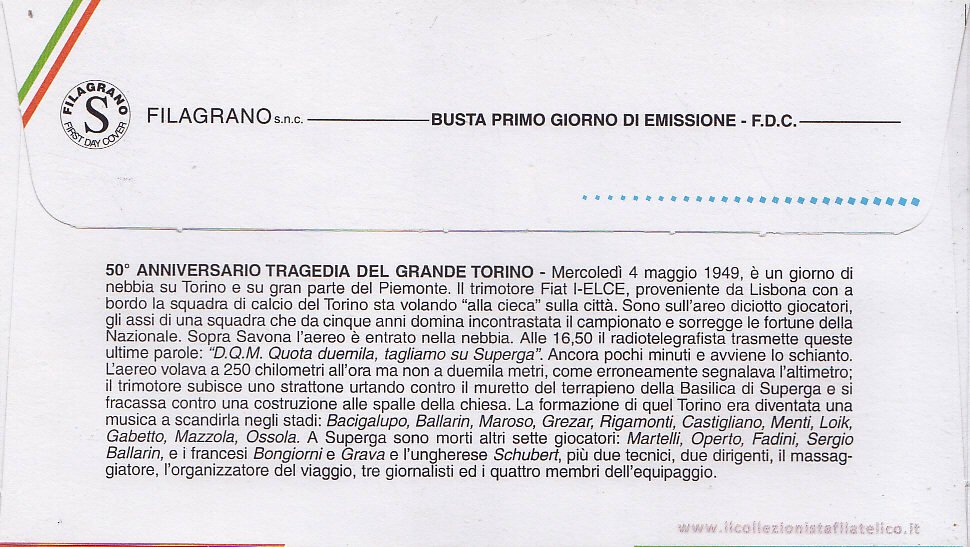 FILAGRANO
S
FIRST DAY COVER
FILAGRANO s.n.c. BUSTA PRIMO GIORNO DI EMISSIONE - F.D.C.
50° ANNIVERSARIO TRAGEDIA DEL GRANDE TORINO - Mercoledì 4 maggio 1949, è un giorno di
nebbia su Torino e su gran parte del Piemonte. Il trimotore Fiat I-ELCE, proveniente da Lisbona con a
bordo la squadra di calcio del Torino sta volando "alla cieca" sulla città. Sono sull'areo diciotto giocatori,
gli assi di una squadra che da cinque anni domina incontrastata il campionato e sorregge le fortune della
Nazionale. Sopra Savona l'aereo è entrato nella nebbia. Alle 16,50 il radiotelegrafista trasmette queste
ultime parole: "D.Q.M. Quota duemila, tagliamo su Superga". Ancora pochi minuti e avviene lo schianto.
L'aereo volava a 250 chilometri all'ora ma non a duemila metri, come erroneamente segnalava l'altimetro;
il trimotore subisce uno strattone urtando contro il muretto del terrapieno della Basilica di Superga e si
fracassa contro una costruzione alle spalle della chiesa. La formazione di quel Torino era diventata una
musica a scandirla negli stadi: Bacigalupo, Ballarin, Maroso, Grezar, Rigamonti, Castigliano, Menti, Loik,
Gabetto, Mazzola, Ossola. A Superga sono morti altri sette giocatori: Martelli, Operto, Fadini, Sergio
Ballarin, e i francesi Bongiorni e Grava e l'ungherese Schubert, più due tecnici, due dirigenti, il massag-
giatore, l'organizzatore del viaggio, tre giornalisti ed i quattro membri dell'equipaggio.
www.ilcollezionistafilatelico.it